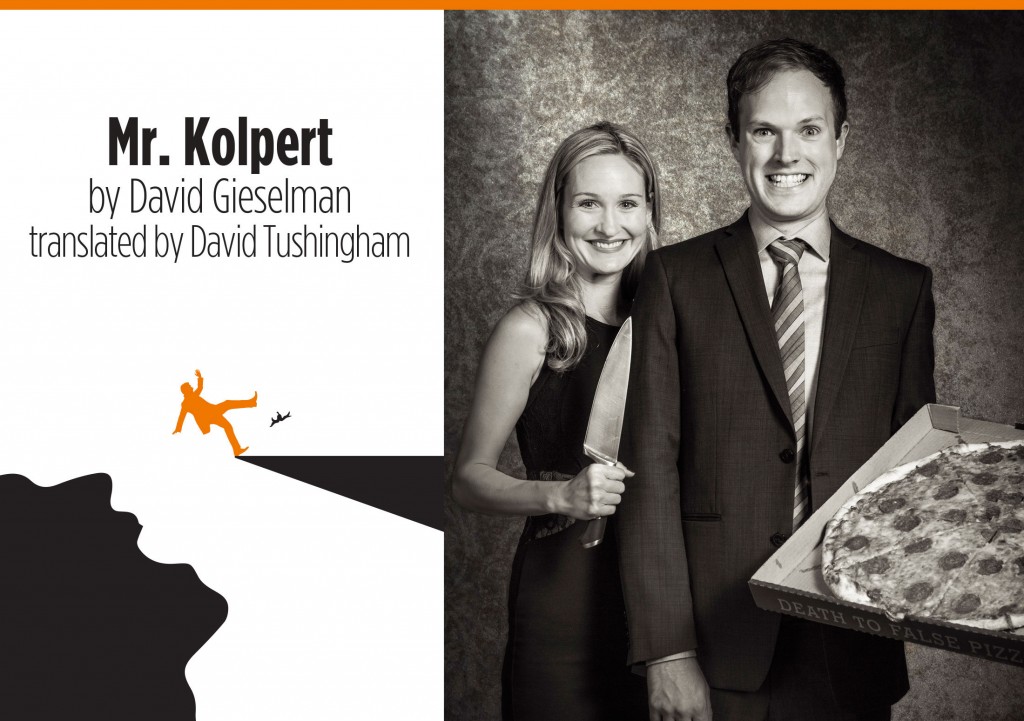 Mr. Kolpert
by David Gieselman
translated by David Tushingham
DEATH TO FALSE PIZZ